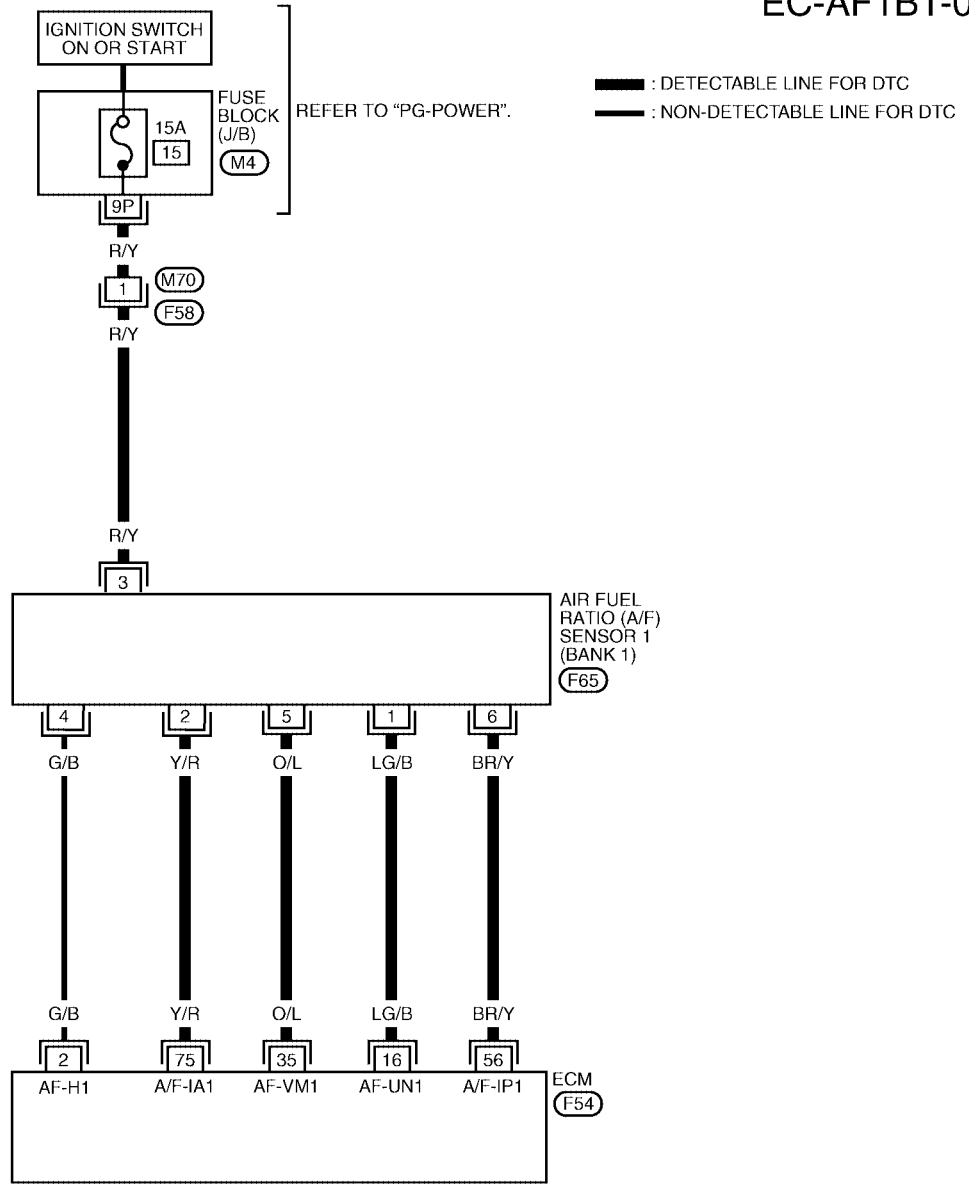 EC-AF1B1-0
IGNITION SWITCH
ON OR START
FUSE
BLOCK
(J/B)
M4
15A
15
9P
REFER TO “PG-POWER”.
: DETECTABLE LINE FOR DTC
: NON-DETECTABLE LINE FOR DTC
R/Y
1
M70
F58
R/Y
R/Y
3
AIR FUEL
RATIO (A/F)
SENSOR 1
(BANK 1)
F65
4 2 5 1 6
G/B Y/R O/L LG/B BR/Y
G/B Y/R O/L LG/B BR/Y
2 75 35 16 56
AF-H1 A/F-IA1 AF-VM1 AF-UN1 A/F-IP1
ECM
F54